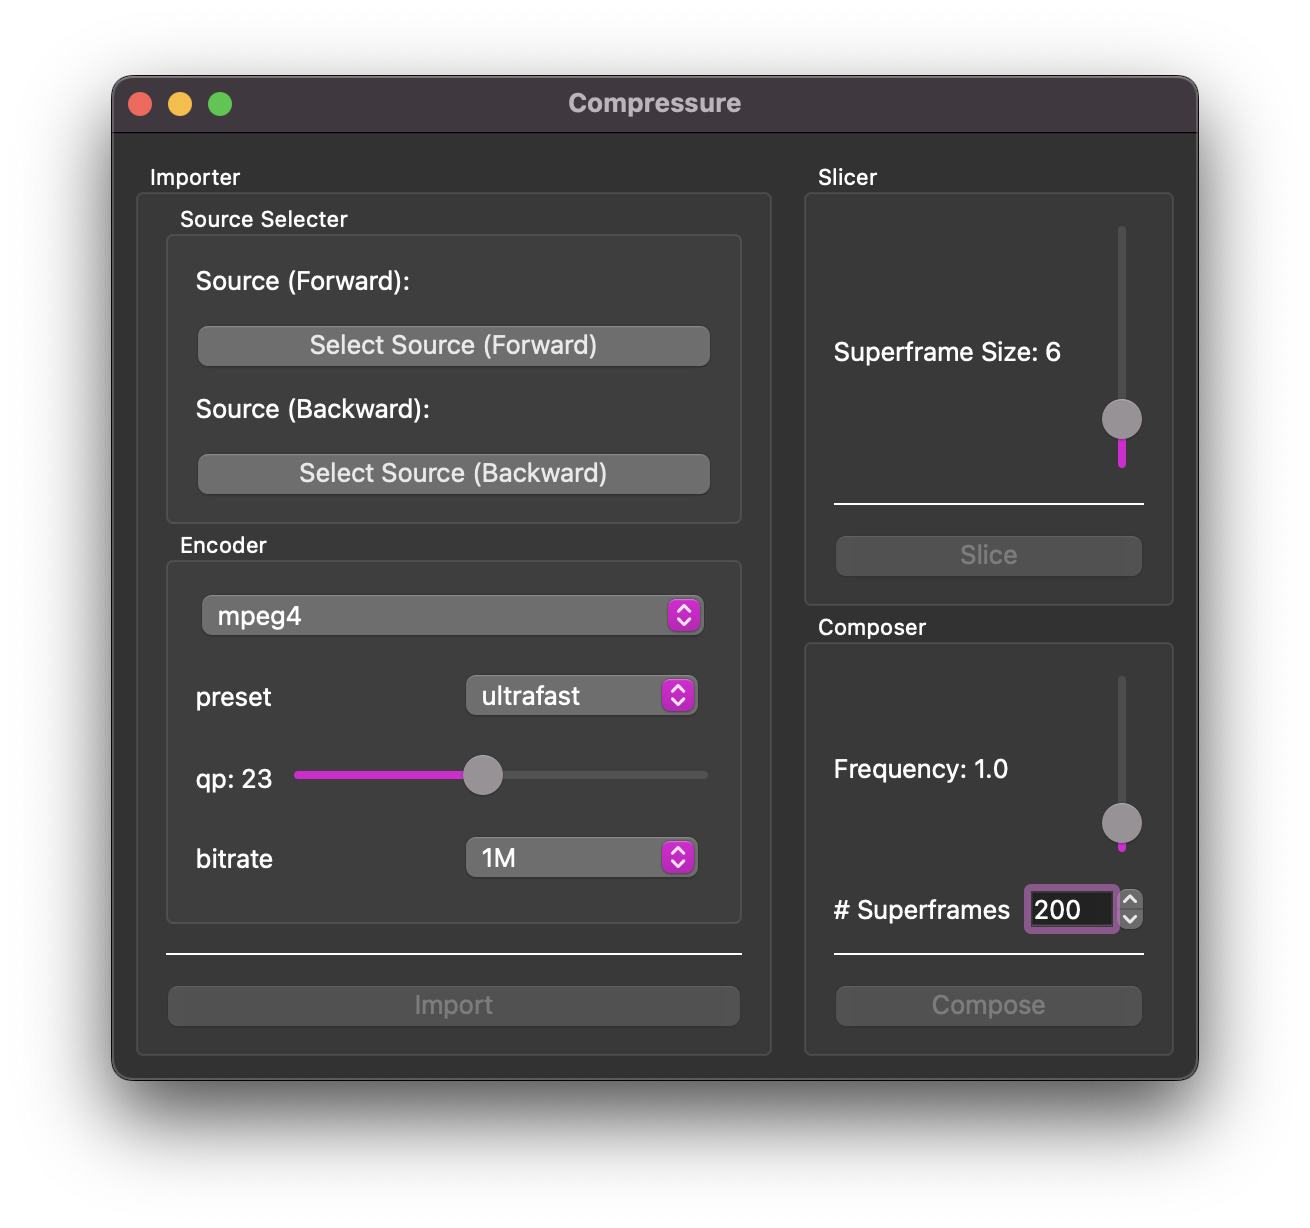 Compressure
Importer
Source Selecter
Source (Forward):
Select Source (Forward)
Source (Backward):
Select Source (Backward)
Encoder
mpeg4
preset
ultrafast
qp: 23
bitrate
1M
Import
Slicer
Superframe Size: 6
Slice
Composer
Frequency: 1.0
# Superframes
200
Compose